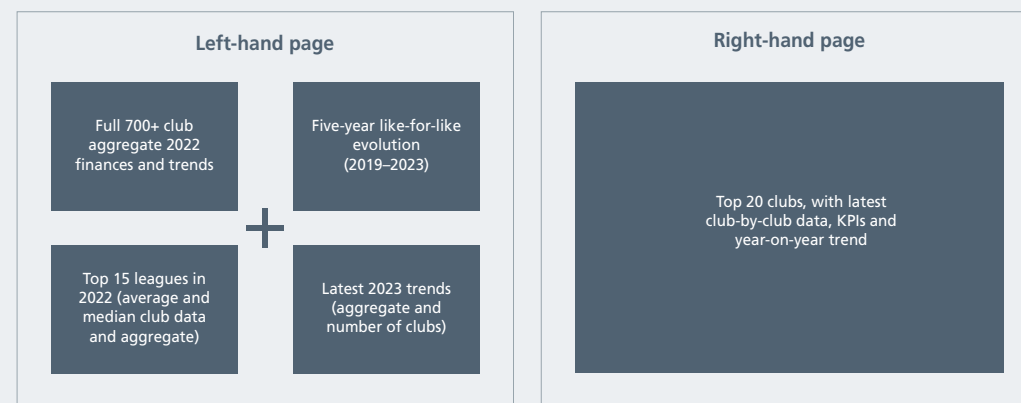 Left-hand page
Full 700+ club
aggregate 2022
finances and trends
Five-year like-for-like
evolution
(2019–2023)
Top 15 leagues in
2022 (average and
median club data
and aggregate)
Latest 2023 trends
(aggregate and
number of clubs)
Right-hand page
Top 20 clubs, with latest
club-by-club data, KPIs and
year-on-year trend